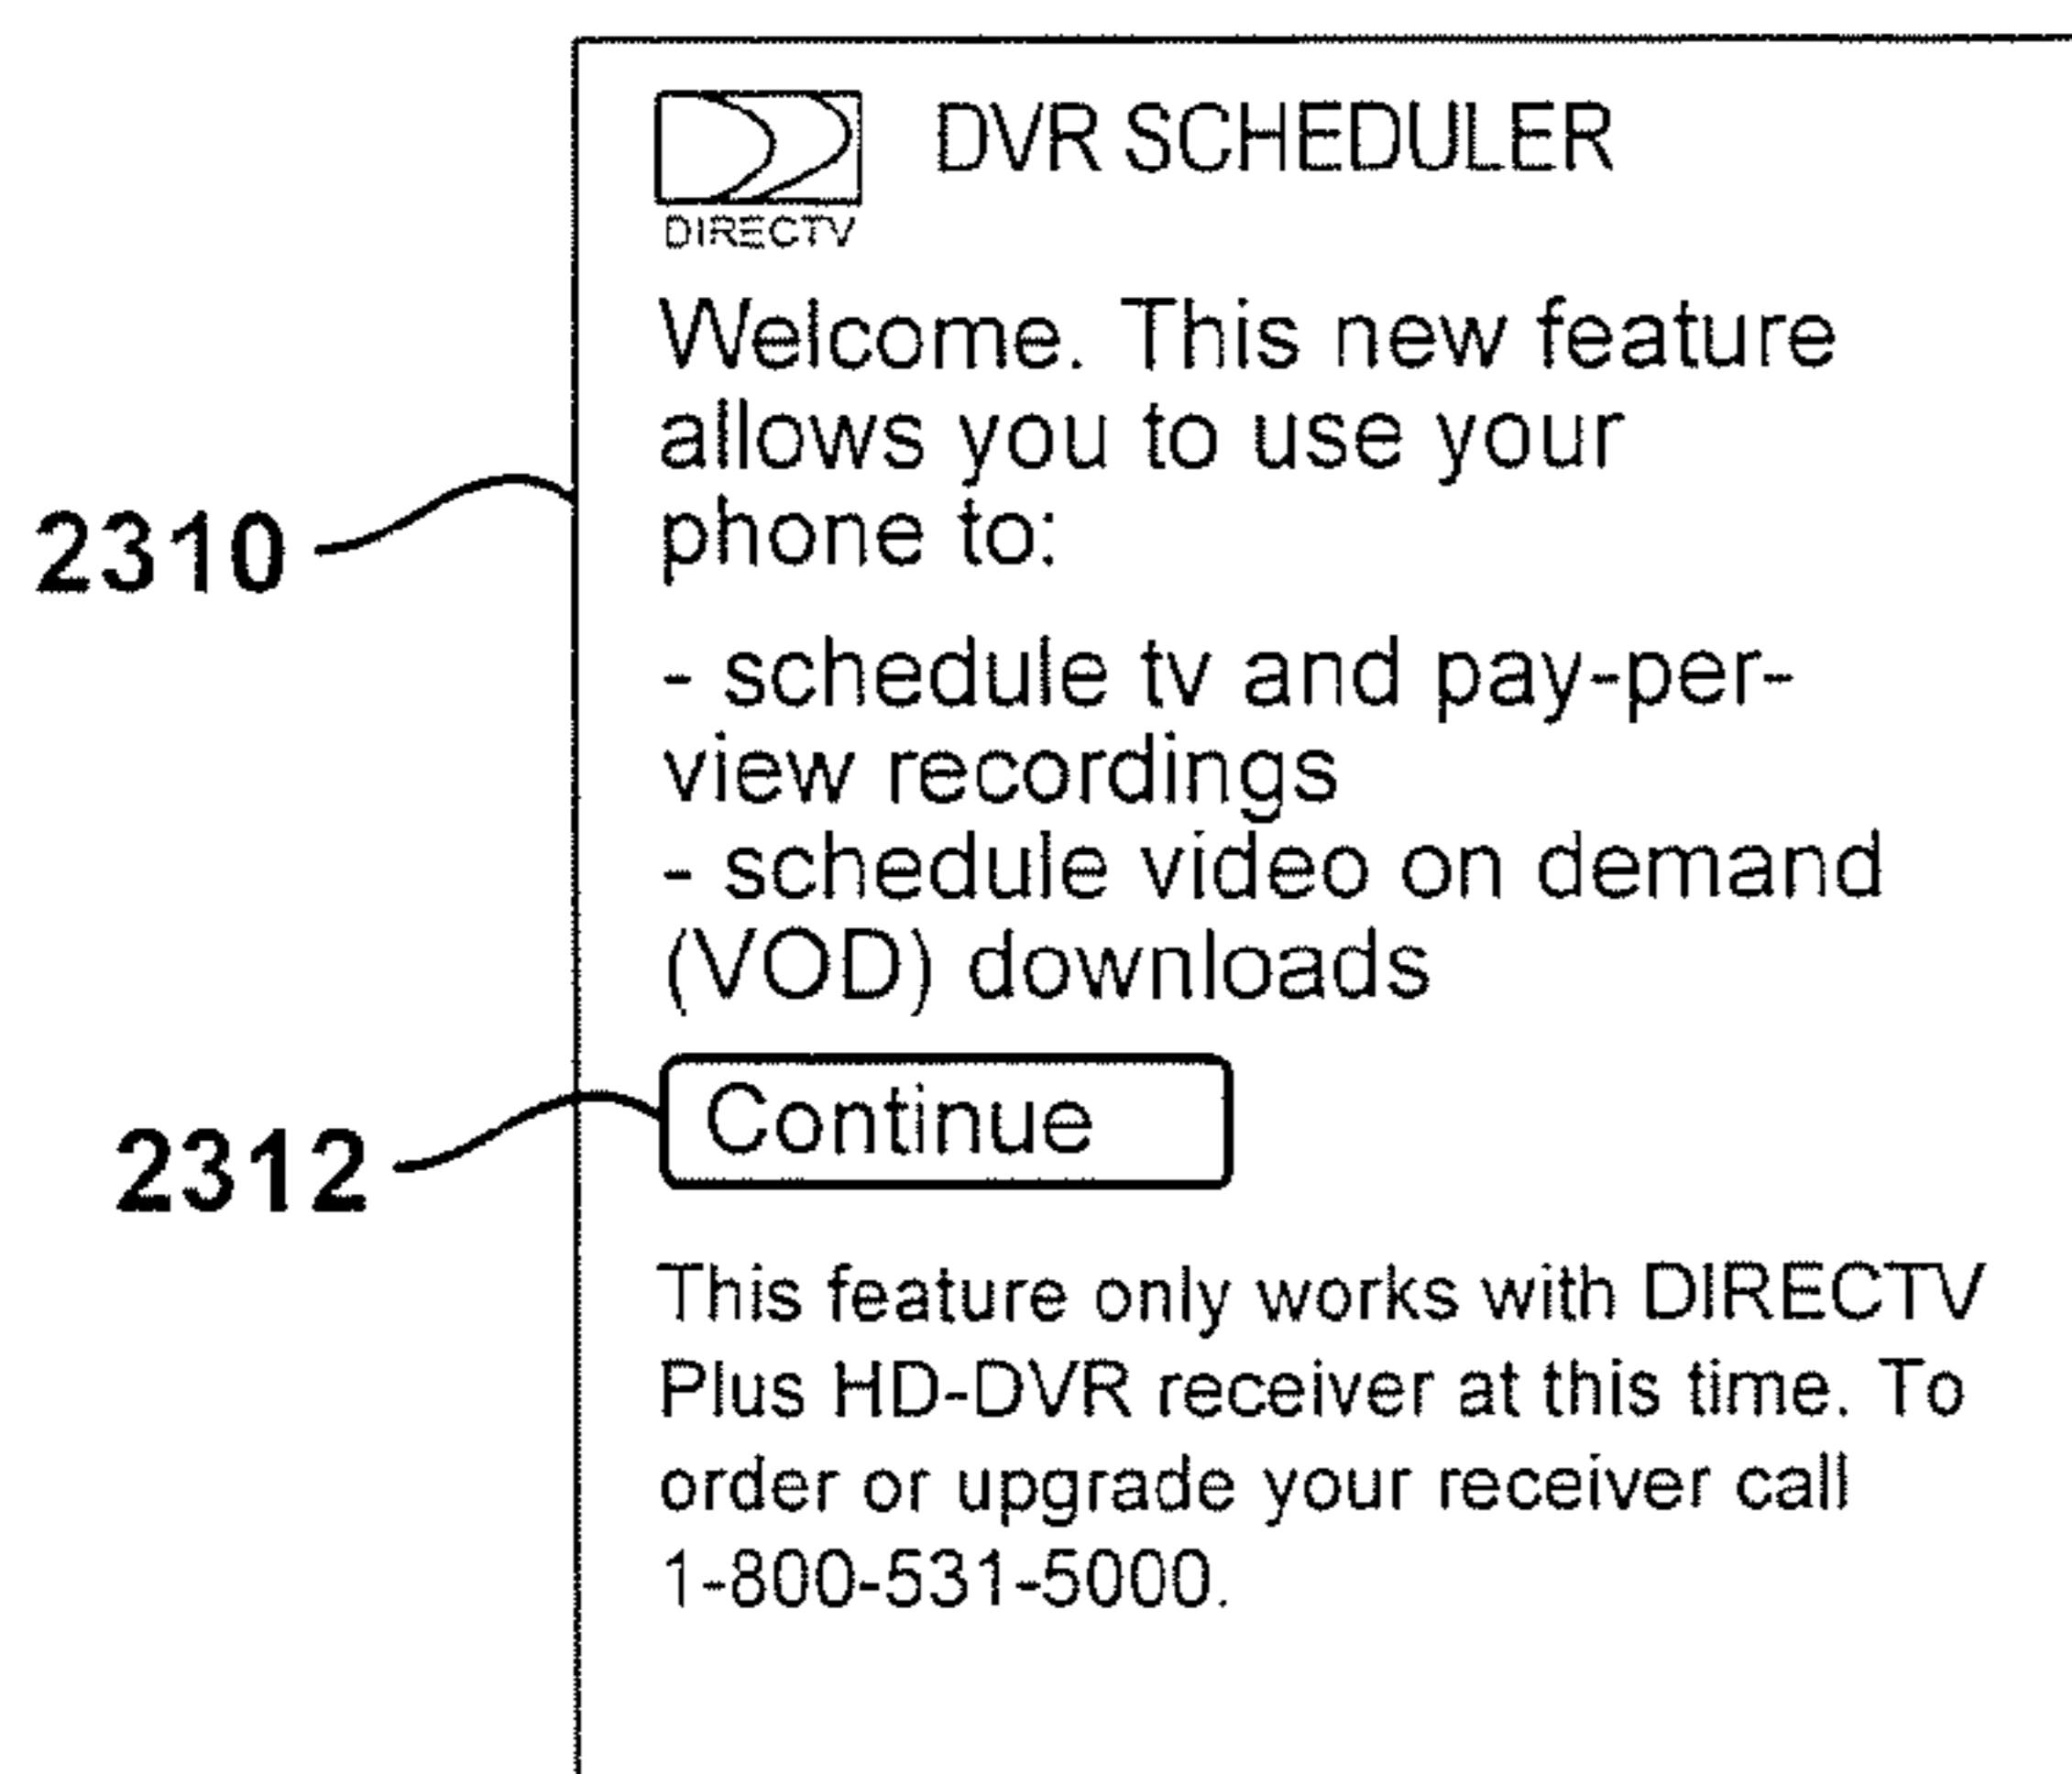 DVR SCHEDULER
DIRECTV
Welcome. This new feature
allows you to use your
phone to:
2310
- schedule tv and pay-per-
view recordings
- schedule video on demand
(VOD) downloads
Continue
2312
This feature only works with DIRECTV
Plus HD-DVR receiver at this time. To
order or upgrade your receiver call
1-800-531-5000.